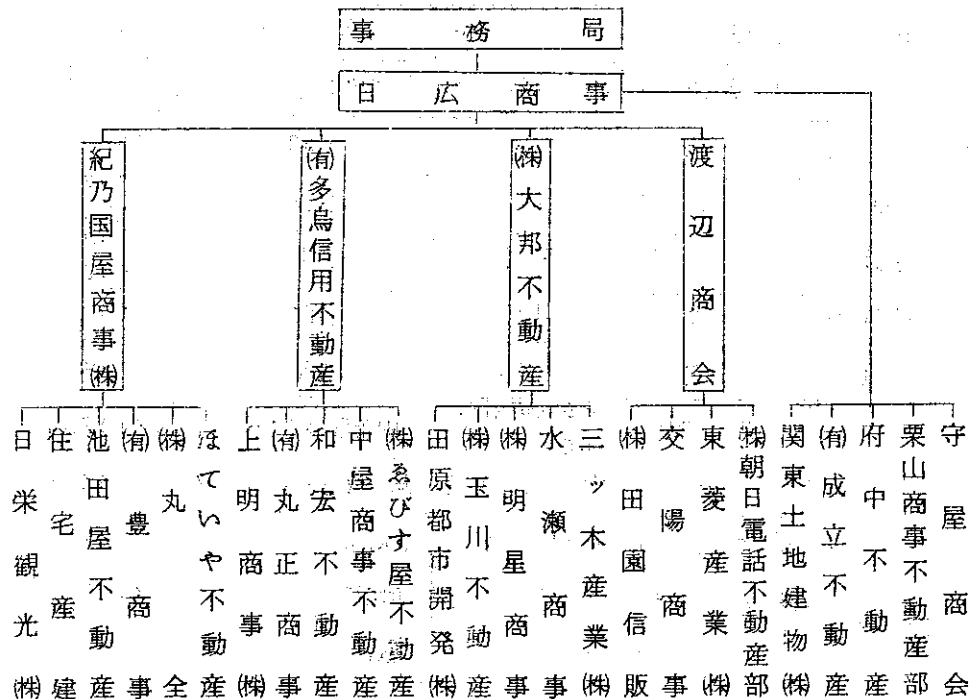 事務局
日広商事
紀乃国屋商事㈱
㈲多鳥信用不動産
㈱大邦不動産
渡辺商会
日栄観光㈱
住宅産建
池田屋不動産
㈲豊商事
㈱丸全
ほていや不動産
上明商事㈱
㈲丸正商事
和宏不動産
中屋商事不動産
㈱ゑびす屋不動産
田原都市開発㈱
㈱玉川不動産
㈱明星商事
水瀬商事
三ッ木産業㈱
㈱田園信販
交陽商事
東菱産業㈱
㈱朝日電話不動産部
関東土地建物㈱
㈲成立不動産
府中不動産
栗山商事不動産部
守屋商会